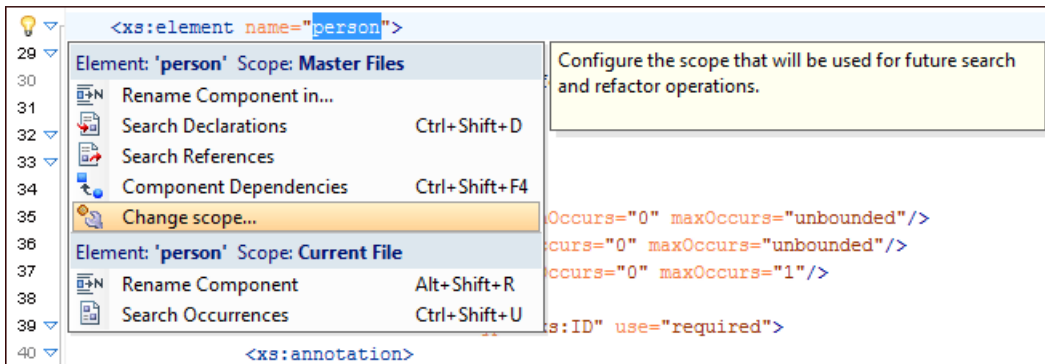 <xs:element name="person">
29
Element: 'person' Scope: Master Files
Configure the scope that will be used for future search
and refactor operations.
30
Rename Component in...
31
Search Declarations Ctrl+Shift+D
32
33
Search References
34
Component Dependencies Ctrl+Shift+F4
35
Change scope... Occurs="0" maxOccurs="unbounded"/>
36
Element: 'person' Scope: Current File
ccurs="0" maxOccurs="unbounded"/>
37
Rename Component Alt+Shift+R
ccurs="0" maxOccurs="1"/>
38
Search Occurrences Ctrl+Shift+U
39
s:ID" use="required">
40 <xs:annotation>